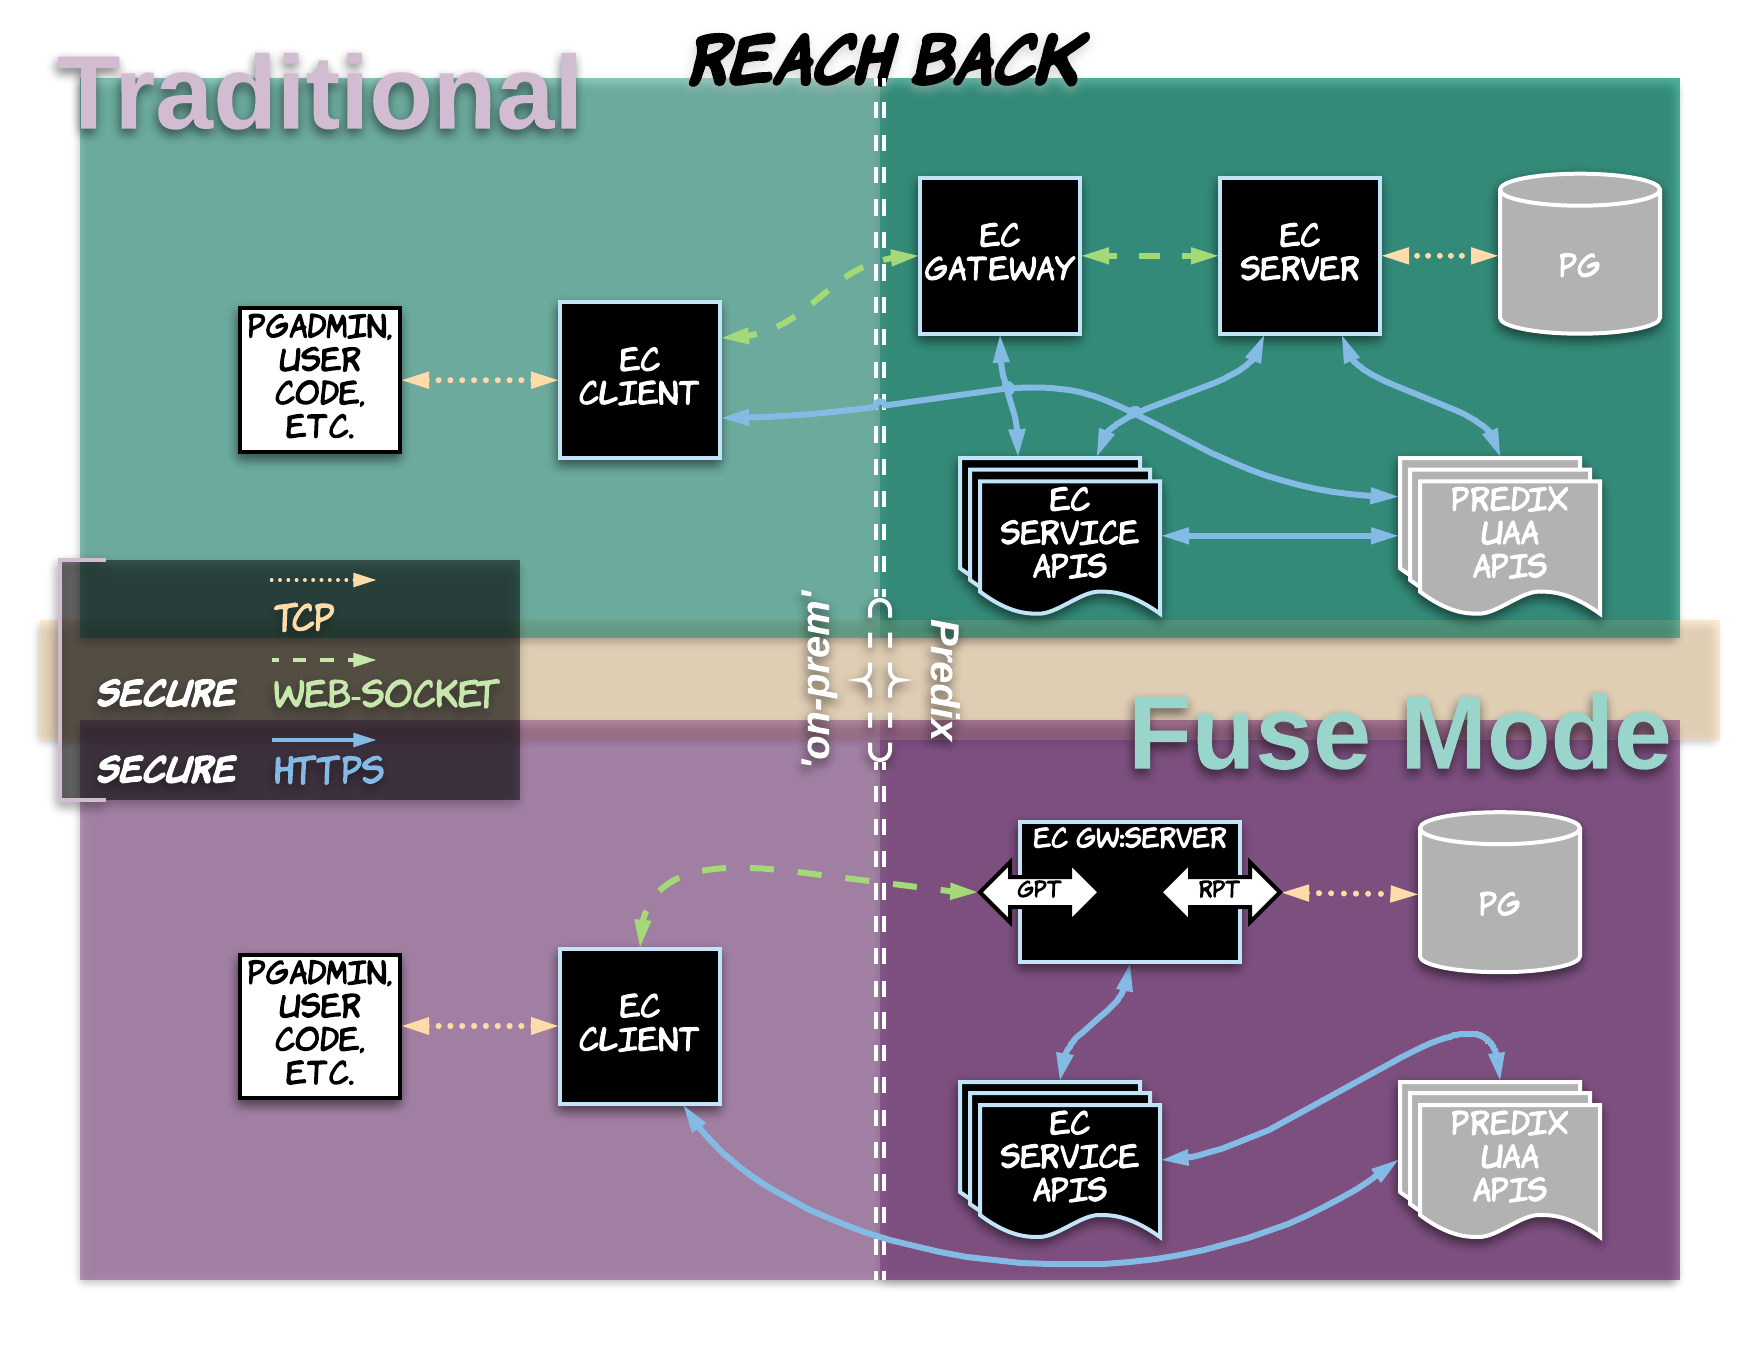 REACH BACK
Traditional
EC
GATEWAY
EC
SERVER
PG
PGADMIN,
USER
CODE,
ETC.
EC
CLIENT
EC
SERVICE
APIS
PREDIX
UAA
APIS
TCP
SECURE WEB-SOCKET
SECURE HTTPS
'on-prem'
Predix
Fuse Mode
EC GW:SERVER
GPT
RPT
PG
PGADMIN,
USER
CODE,
ETC.
EC
CLIENT
EC
SERVICE
APIS
PREDIX
UAA
APIS